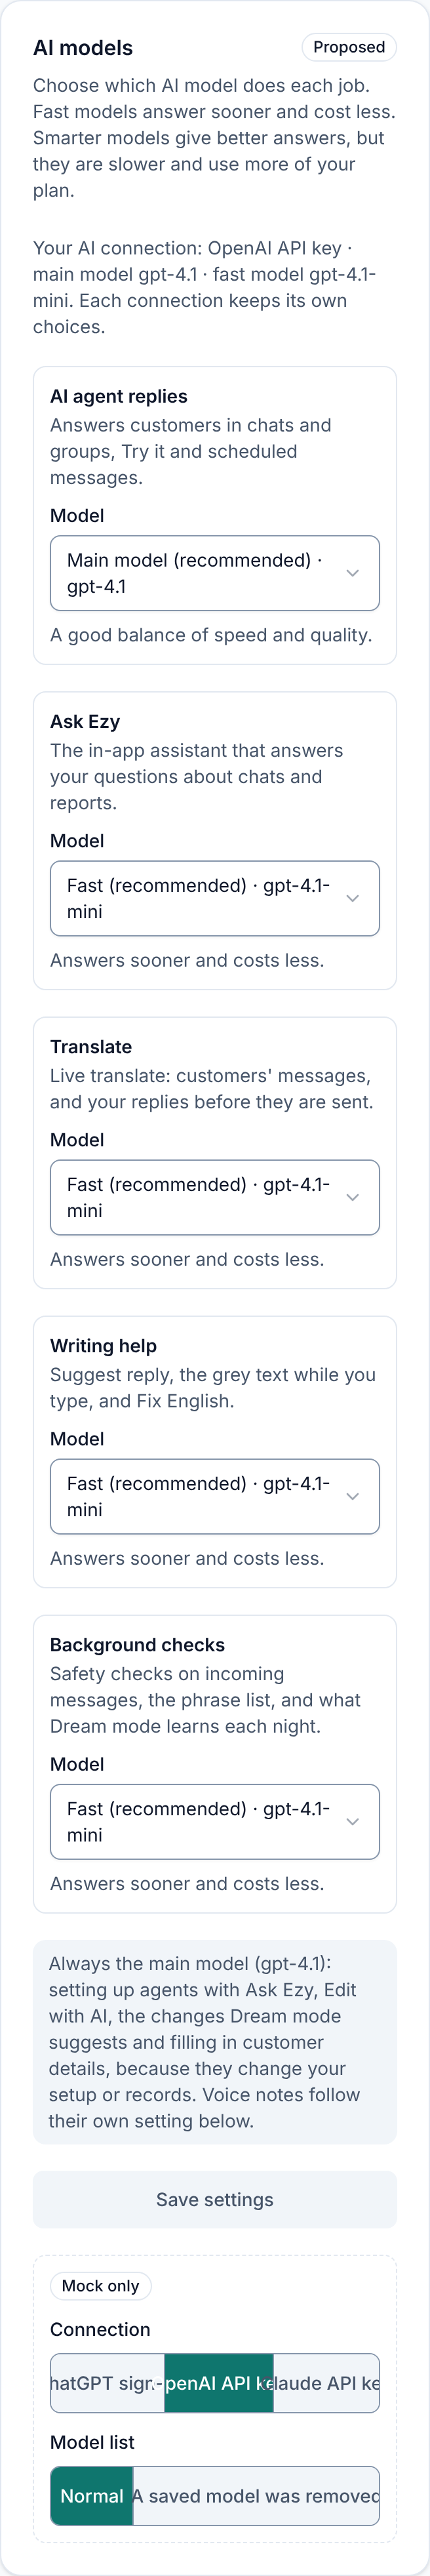 AI models
Proposed
Choose which AI model does each job.
Fast models answer sooner and cost less.
Smarter models give better answers, but
they are slower and use more of your
plan.
Your AI connection: OpenAI API key ·
main model gpt-4.1 · fast model gpt-4.1-
mini. Each connection keeps its own
choices.
AI agent replies
Answers customers in chats and
groups, Try it and scheduled
messages.
Model
Main model (recommended) ·
gpt-4.1
A good balance of speed and quality.
Ask Ezy
The in-app assistant that answers
your questions about chats and
reports.
Model
Fast (recommended) · gpt-4.1-
mini
Answers sooner and costs less.
Translate
Live translate: customers' messages,
and your replies before they are sent.
Model
Fast (recommended) · gpt-4.1-
mini
Answers sooner and costs less.
Writing help
Suggest reply, the grey text while you
type, and Fix English.
Model
Fast (recommended) · gpt-4.1-
mini
Answers sooner and costs less.
Background checks
Safety checks on incoming
messages, the phrase list, and what
Dream mode learns each night.
Model
Fast (recommended) · gpt-4.1-
mini
Answers sooner and costs less.
Always the main model (gpt-4.1):
setting up agents with Ask Ezy, Edit
with AI, the changes Dream mode
suggests and filling in customer
details, because they change your
setup or records. Voice notes follow
their own setting below.
Save settings
Mock only
Connection
hatGPT sign-
penAI API k
laude API ke
Model list
Normal
A saved model was removed